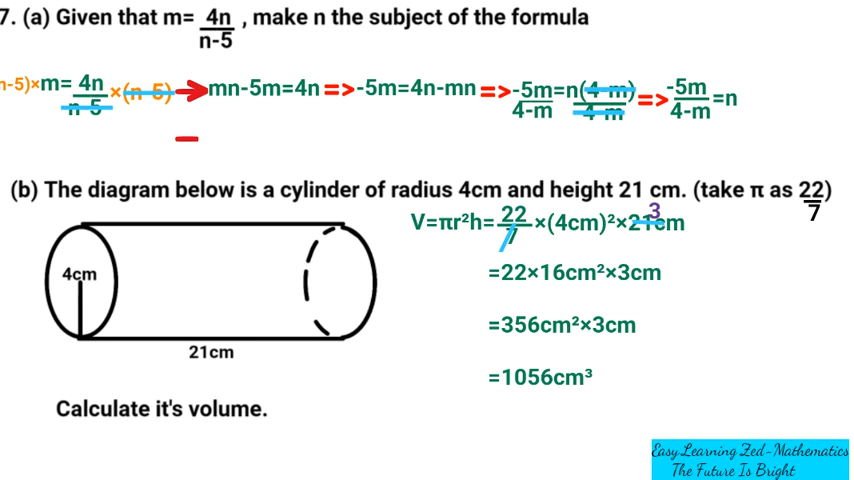 7. (a) Given that m= 4n/n-5 , make n the subject of the formula
n-5)×m= 4n/n-5 ×(n-5) → mn-5m=4n => -5m=4n-mn => -5m/4-m =n(4-m)/4-m => -5m/4-m =n
(b) The diagram below is a cylinder of radius 4cm and height 21 cm. (take π as 22/7)
V=πr²h= 22/7 ×(4cm)²×21cm 3
=22×16cm²×3cm
=356cm²×3cm
=1056cm³
4cm
21cm
Calculate it's volume.
Easy Learning Zed-Mathematics
The Future Is Bright